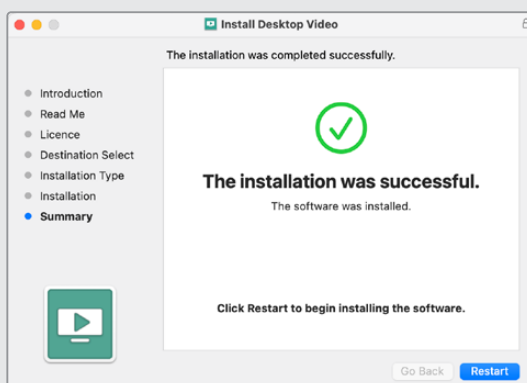 Install Desktop Video
The installation was completed successfully.
Introduction
Read Me
Licence
Destination Select
Installation Type
Installation
Summary
The installation was successful.
The software was installed.
Click Restart to begin installing the software.
Go Back
Restart